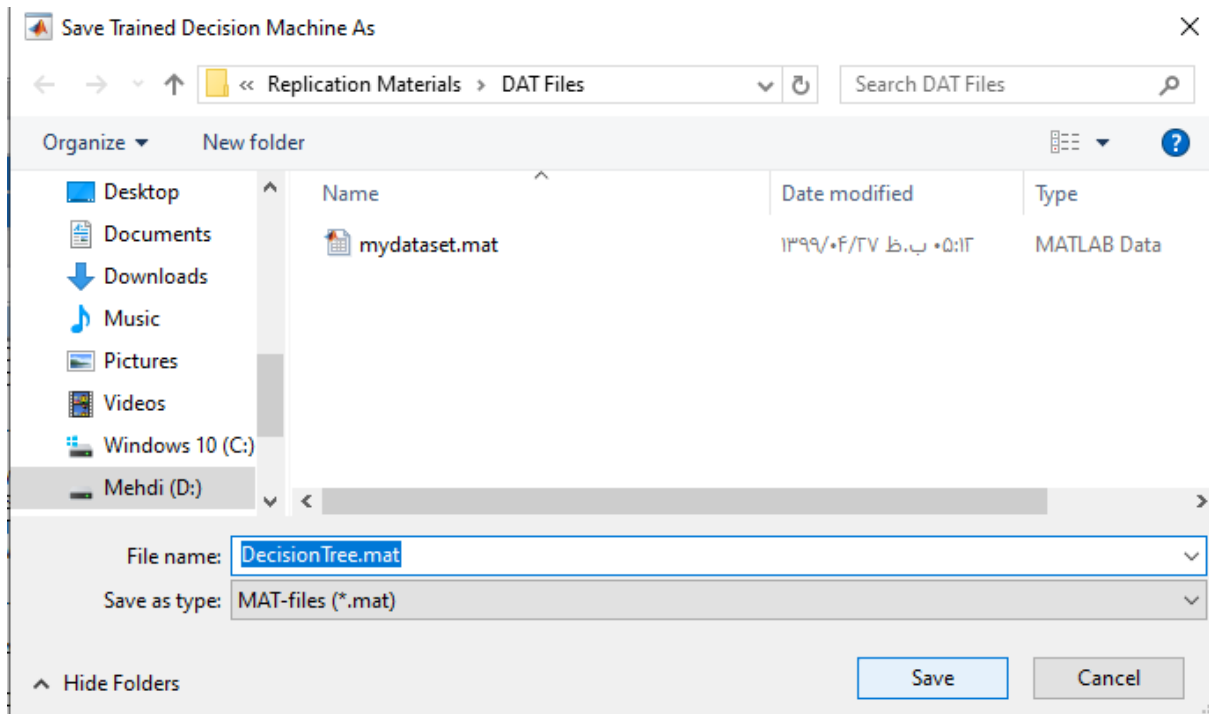 Save Trained Decision Machine As
« Replication Materials > DAT Files
Search DAT Files
Organize
New folder
Name
Date modified
Type
Desktop
Documents
Downloads
Music
Pictures
Videos
Windows 10 (C:)
Mehdi (D:)
mydataset.mat
۱۳۹۹/۰۴/۲۷ ب.ظ ۰۵:۱۲
MATLAB Data
File name: DecisionTree.mat
Save as type: MAT-files (*.mat)
Hide Folders
Save
Cancel